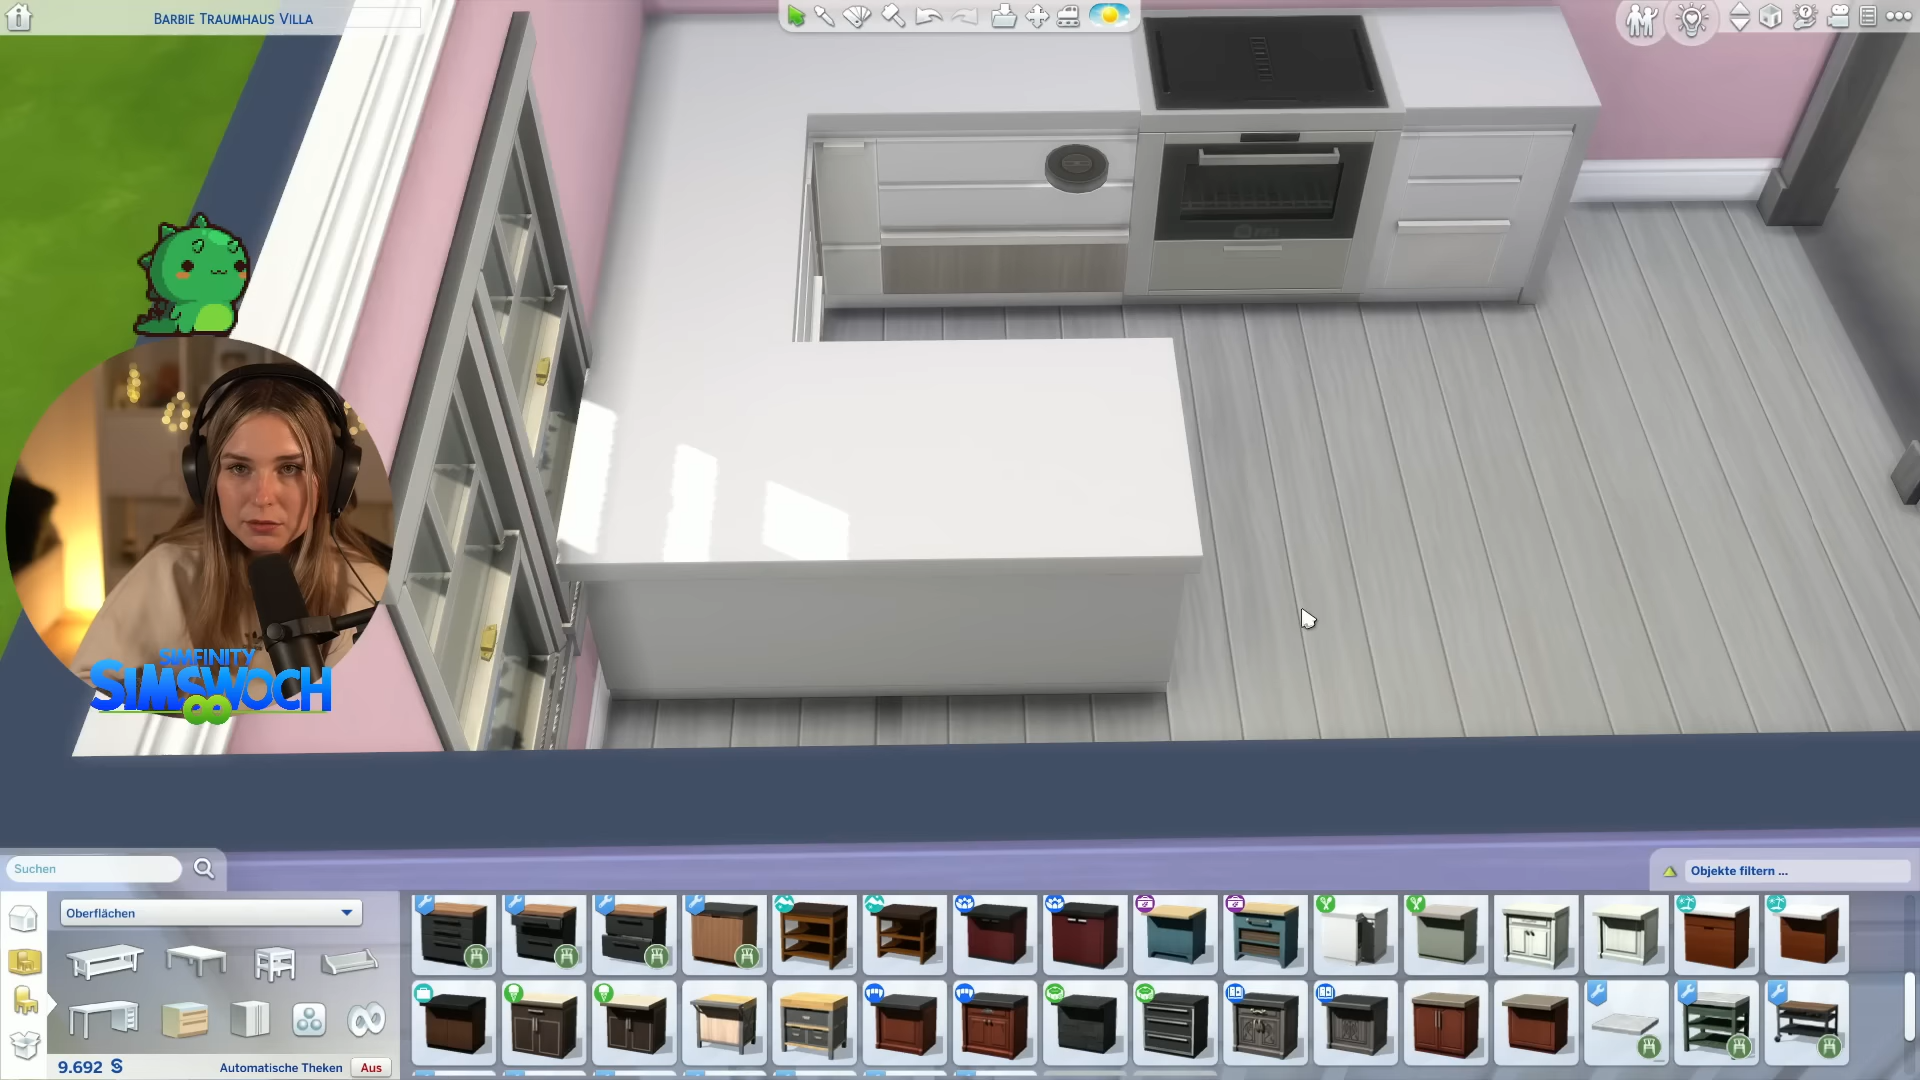 Barbie Traumhaus Villa
SIMFINITY
SIMSWOCH
Suchen
Objekte filtern ...
Oberflächen
9.692 S
Automatische Theken
Aus